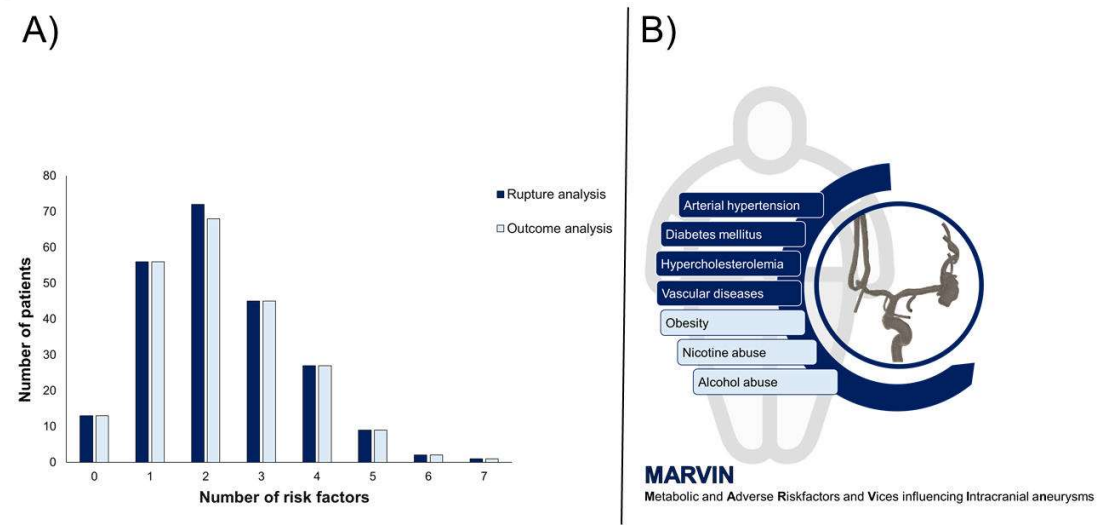 A)
80
70
60
50
40
30
20
10
0
Number of patients
0 1 2 3 4 5 6 7
Number of risk factors
Rupture analysis
Outcome analysis
B)
Arterial hypertension
Diabetes mellitus
Hypercholesterolemia
Vascular diseases
Obesity
Nicotine abuse
Alcohol abuse
MARVIN
Metabolic and Adverse Riskfactors and Vices influencing Intracranial aneurysms